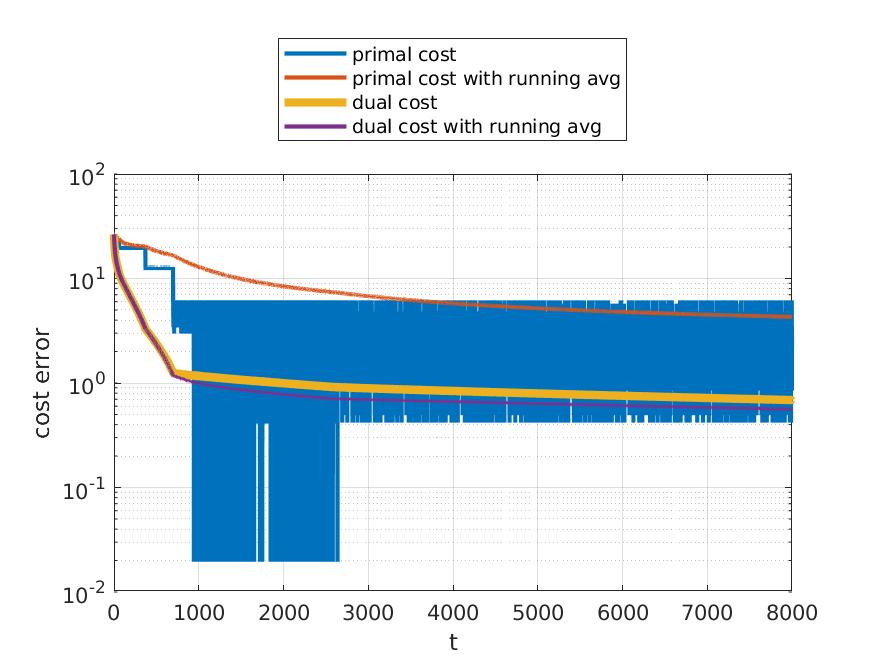 primal cost
primal cost with running avg
dual cost
dual cost with running avg
10^2
10^1
10^0
10^-1
10^-2
cost error
0 1000 2000 3000 4000 5000 6000 7000 8000
t